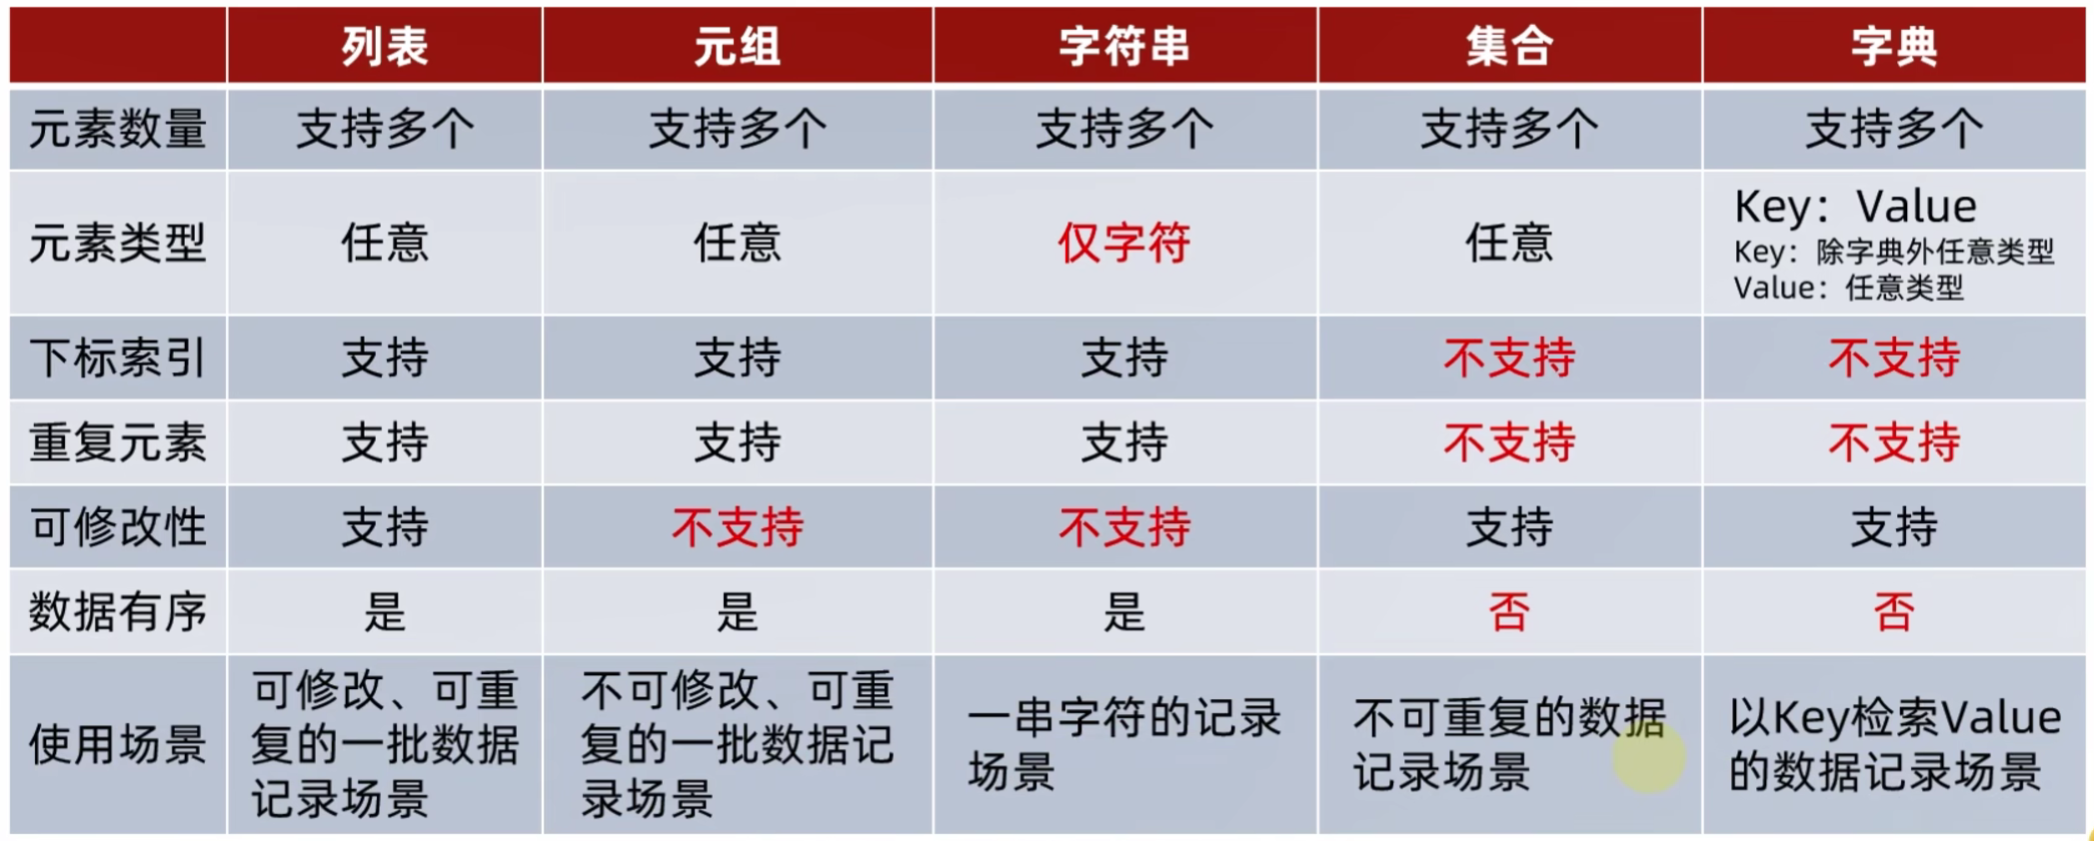 列表 元组 字符串 集合 字典
元素数量 支持多个 支持多个 支持多个 支持多个 支持多个
元素类型 任意 任意 仅字符 任意 Key：Value
Key：除字典外任意类型
Value：任意类型
下标索引 支持 支持 支持 不支持 不支持
重复元素 支持 支持 支持 不支持 不支持
可修改性 支持 不支持 不支持 支持 支持
数据有序 是 是 是 否 否
使用场景
可修改、可重
复的一批数据
记录场景
不可修改、可重
复的一批数据记
录场景
一串字符的记录
场景
不可重复的数据
记录场景
以Key检索Value
的数据记录场景